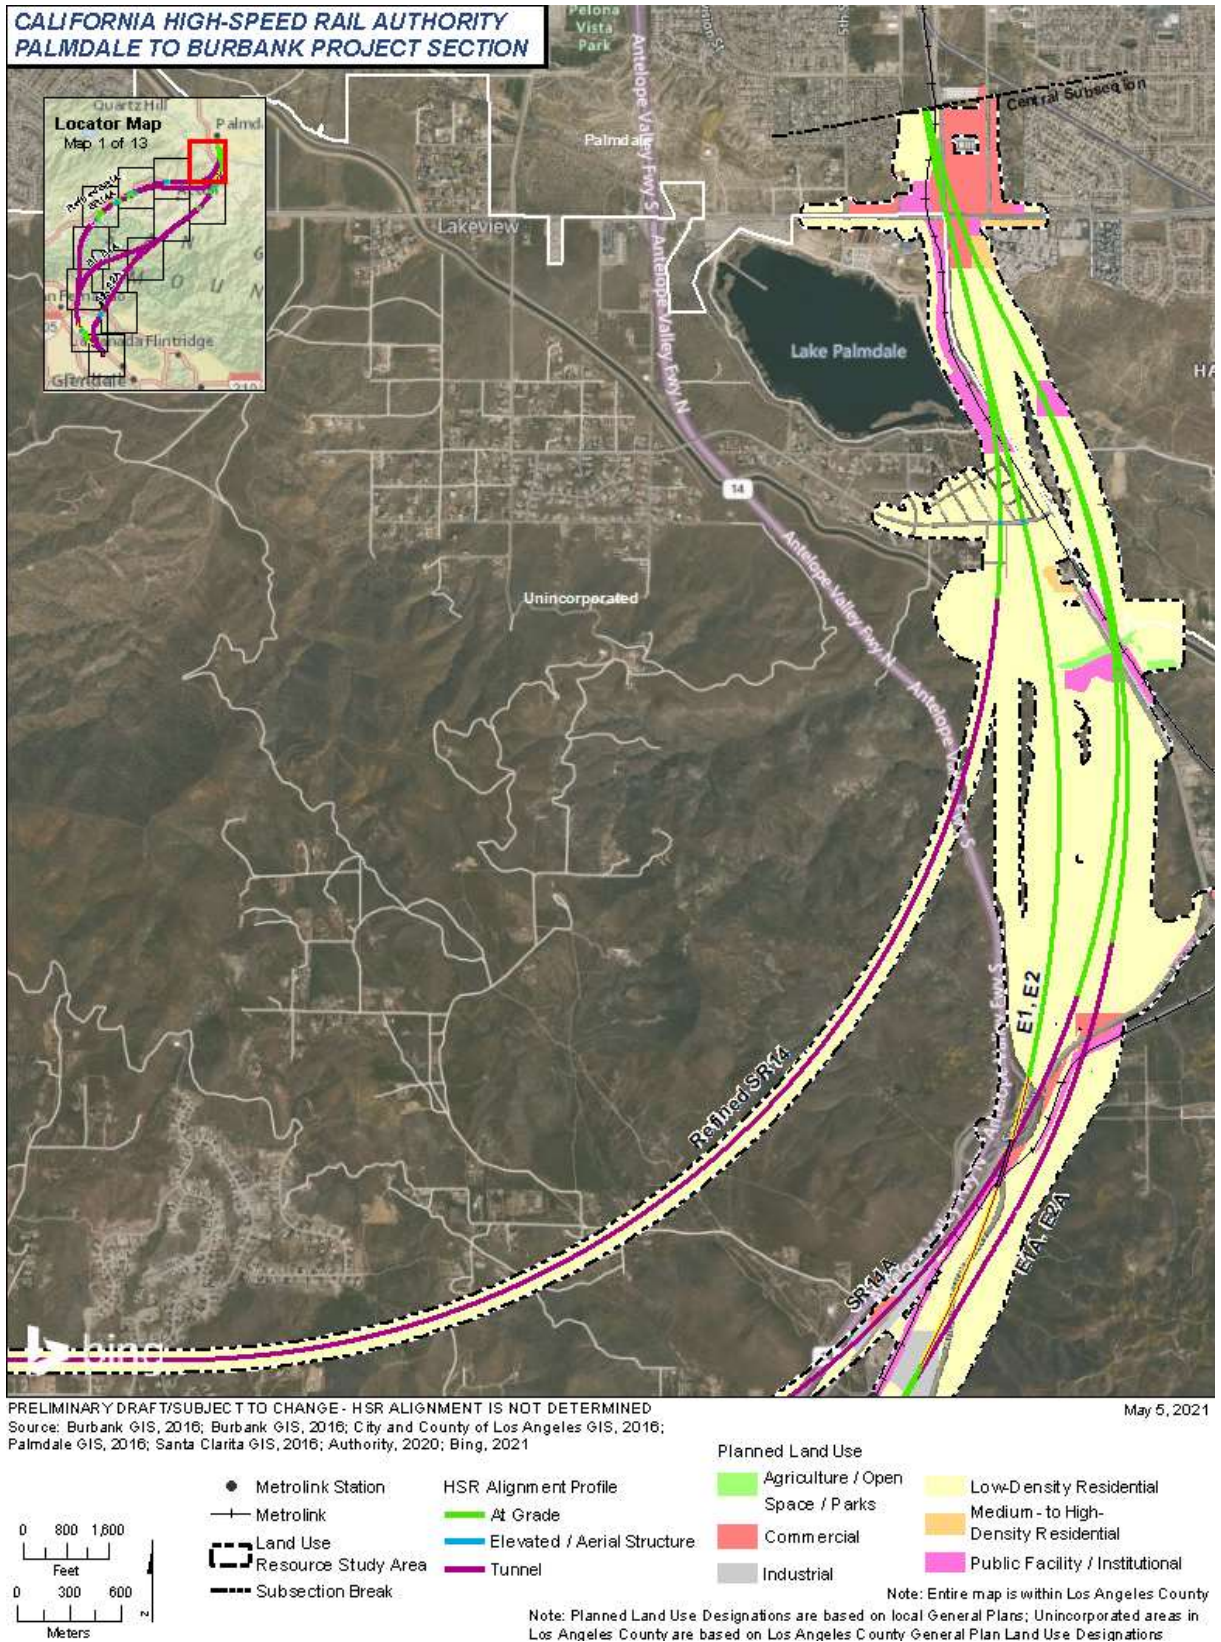 CALIFORNIA HIGH-SPEED RAIL AUTHORITY
PALMDALE TO BURBANK PROJECT SECTION
Pelona
Vista
Park
Antelope Valley Fwy S
Central Subsection
Quartz Hill
Locator Map
Map 1 of 13
Palmd
Flintridge
Glendale
210
Palmdale
Lakeview
Antelope Valley Fwy N
Lake Palmdale
HA
14
Antelope Valley Fwy N
Unincorporated
E1, E2
Refined SR14
SR14A
E1A, E2A
bing
PRELIMINARY DRAFT/SUBJECT TO CHANGE - HSR ALIGNMENT IS NOT DETERMINED
May 5, 2021
Source: Burbank GIS, 2016; Burbank GIS, 2016; City and County of Los Angeles GIS, 2016;
Palmdale GIS, 2016; Santa Clarita GIS, 2016; Authority, 2020; Bing, 2021
Metrolink Station
Metrolink
Land Use
Resource Study Area
Subsection Break
HSR Alignment Profile
At Grade
Elevated / Aerial Structure
Tunnel
Planned Land Use
Agriculture / Open
Space / Parks
Commercial
Industrial
Low-Density Residential
Medium- to High-
Density Residential
Public Facility / Institutional
0 800 1,600
Feet
0 300 600
Meters
N
Note: Entire map is within Los Angeles County
Note: Planned Land Use Designations are based on local General Plans; Unincorporated areas in
Los Angeles County are based on Los Angeles County General Plan Land Use Designations